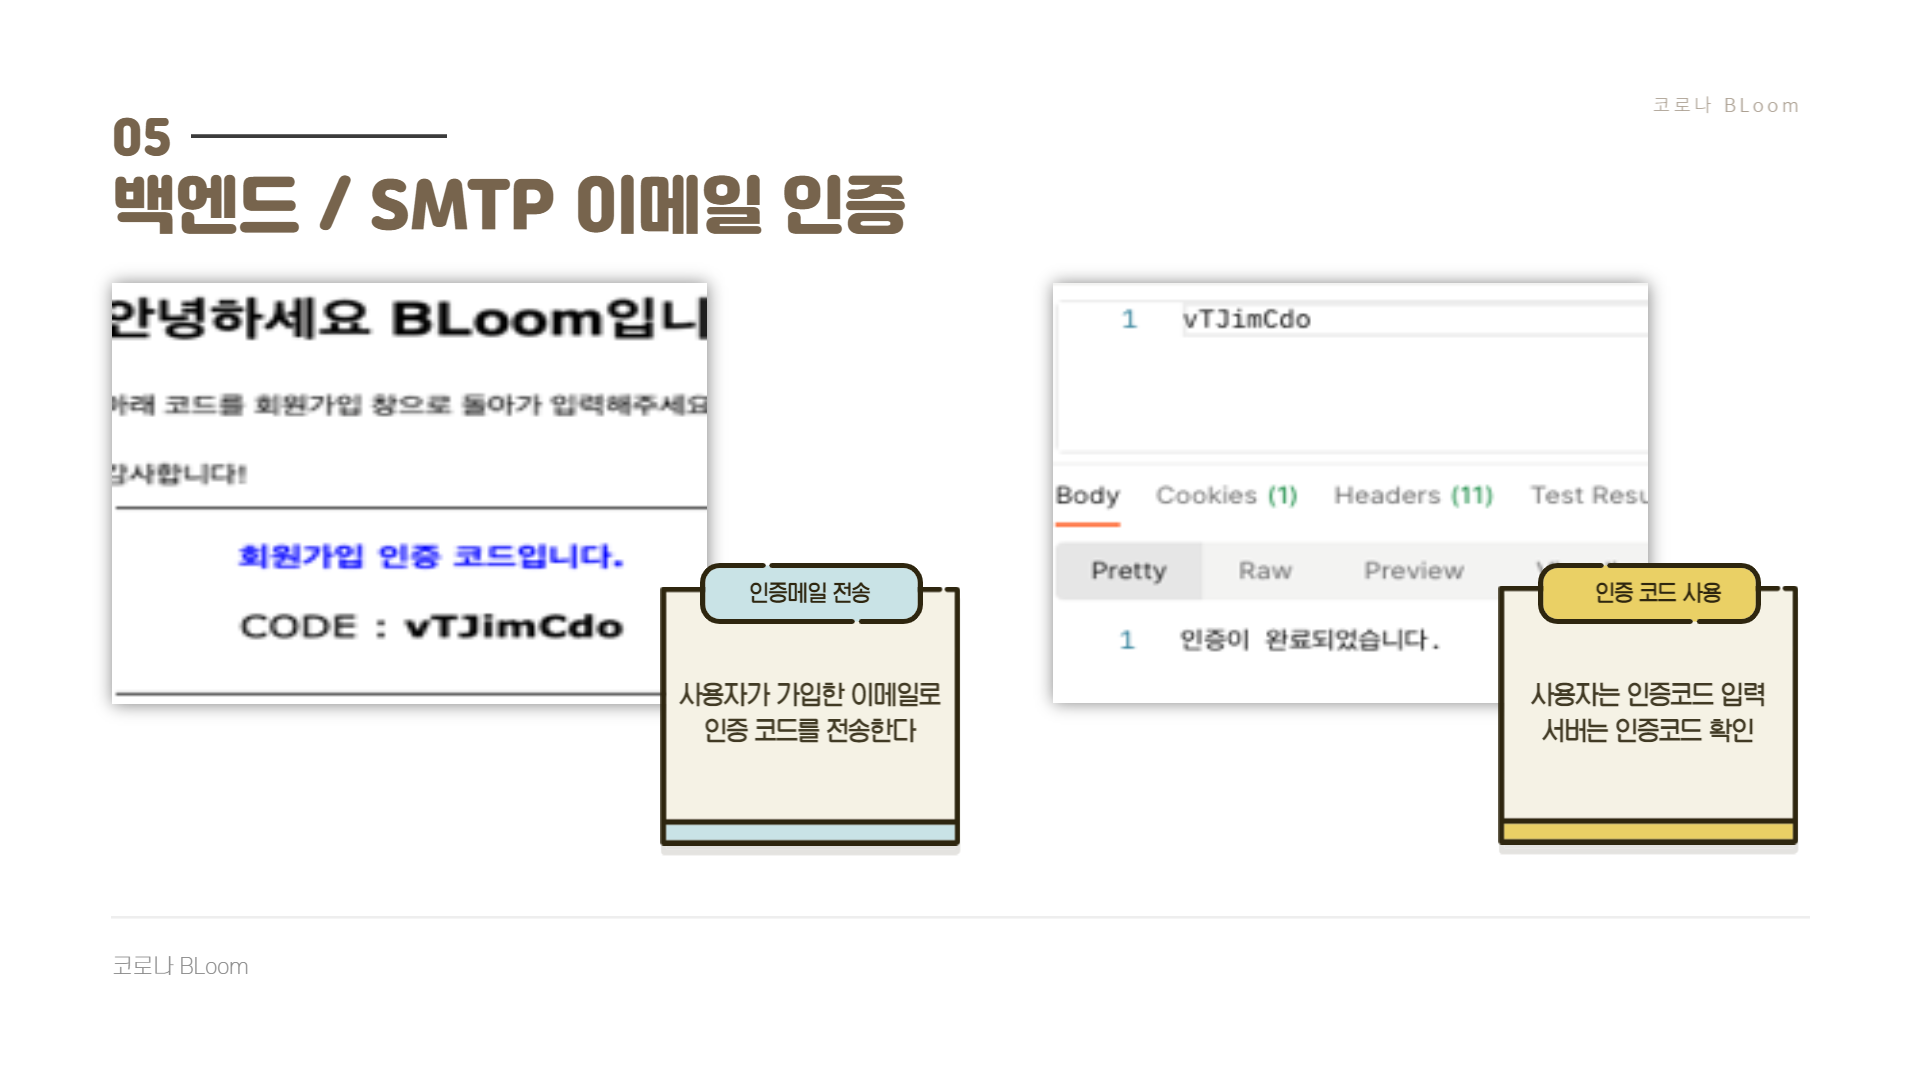 코로나 BLoom
05
백엔드 / SMTP 이메일 인증
안녕하세요 BLoom입니
아래 코드를 회원가입 창으로 돌아가 입력해주세요
감사합니다!
회원가입 인증 코드입니다.
CODE : vTJimCdo
인증메일 전송
사용자가 가입한 이메일로
인증 코드를 전송한다
1 vTJimCdo
Body Cookies (1) Headers (11) Test
Pretty Raw Preview
1 인증이 완료되었습니다.
인증 코드 사용
사용자는 인증코드 입력
서버는 인증코드 확인
코로나 BLoom